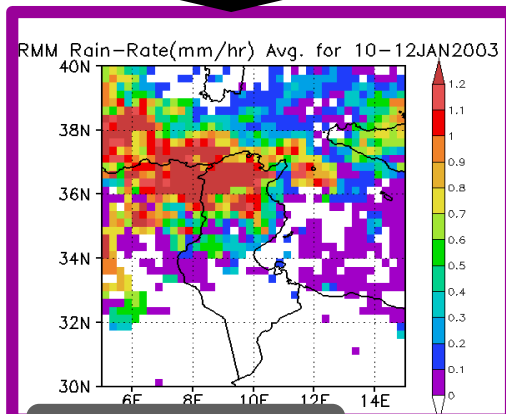 RMM Rain-Rate(mm/hr) Avg. for 10-12JAN2003
40N
38N
36N
34N
32N
30N
6E
8E
10E
12E
14E
1.2
1.1
1
0.9
0.8
0.7
0.6
0.5
0.4
0.3
0.2
0.1
0